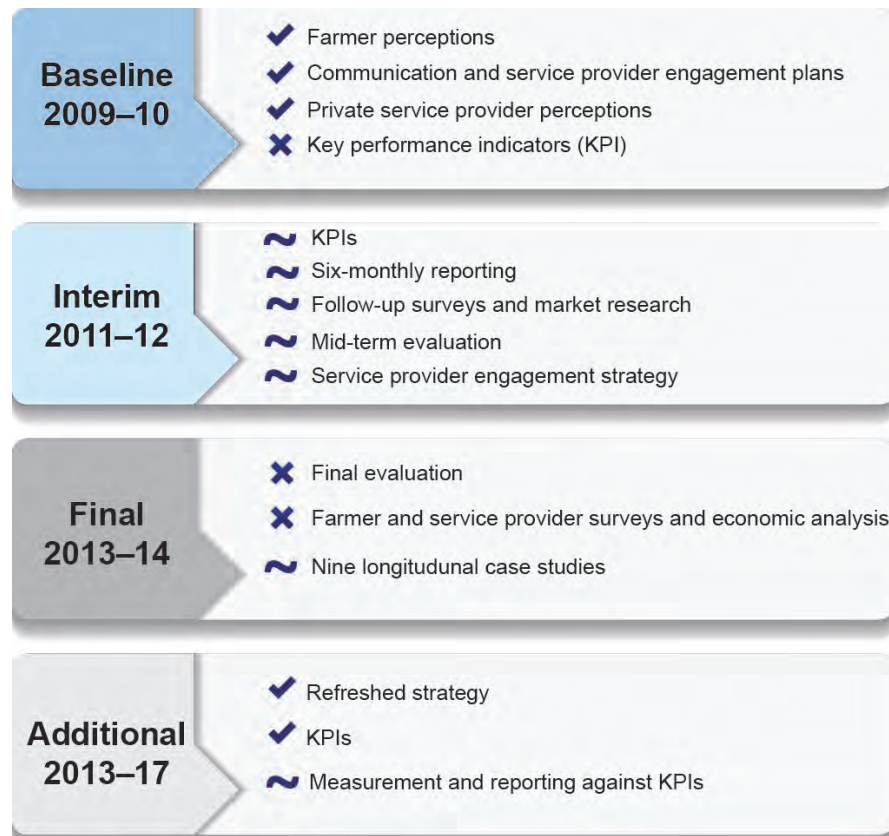 Baseline
2009–10
✔ Farmer perceptions
✔ Communication and service provider engagement plans
✔ Private service provider perceptions
✖ Key performance indicators (KPI)
Interim
2011–12
~ KPIs
~ Six-monthly reporting
~ Follow-up surveys and market research
~ Mid-term evaluation
~ Service provider engagement strategy
Final
2013–14
✖ Final evaluation
✖ Farmer and service provider surveys and economic analysis
~ Nine longitudunal case studies
Additional
2013–17
✔ Refreshed strategy
✔ KPIs
~ Measurement and reporting against KPIs